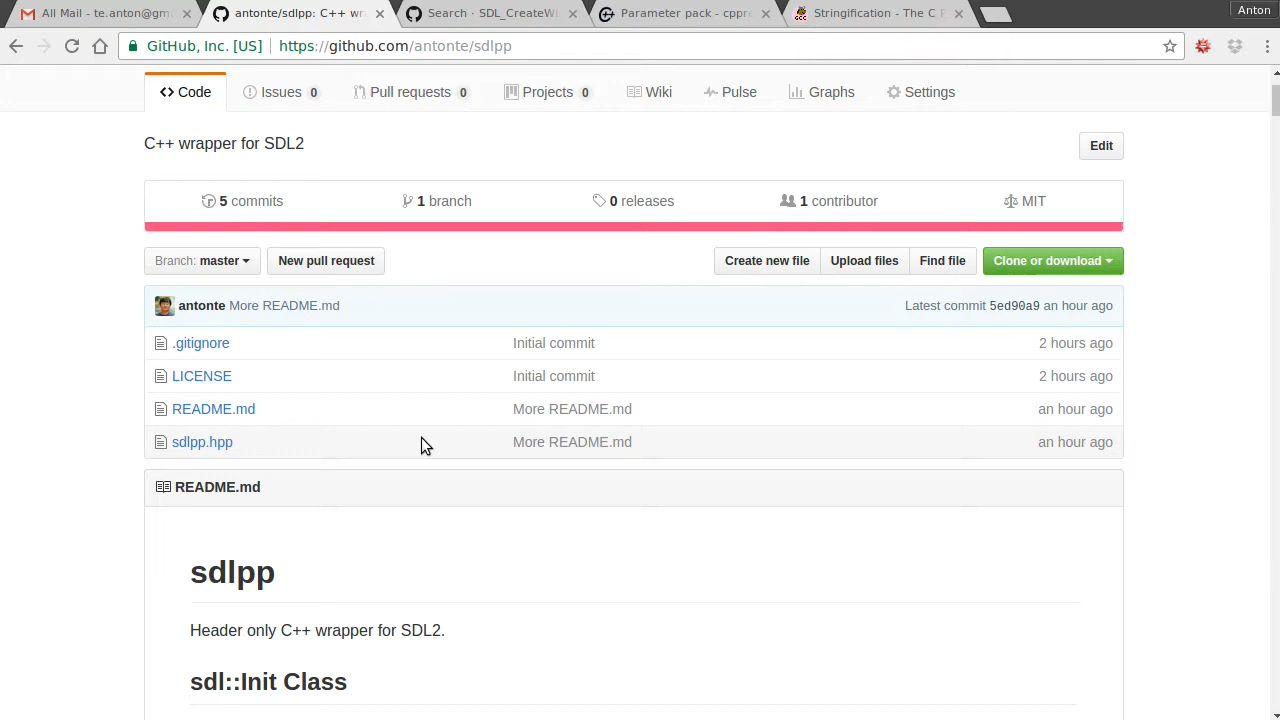 All Mail - te.anton@gm
antonte/sdlpp: C++ wr
Search · SDL_CreateWi
Parameter pack - cppre
Stringification - The C P
Anton
GitHub, Inc. [US] https://github.com/antonte/sdlpp
Code
Issues 0
Pull requests 0
Projects 0
Wiki
Pulse
Graphs
Settings
C++ wrapper for SDL2
Edit
5 commits
1 branch
0 releases
1 contributor
MIT
Branch: master
New pull request
Create new file
Upload files
Find file
Clone or download
antonte More README.md
Latest commit 5ed90a9 an hour ago
.gitignore Initial commit 2 hours ago
LICENSE Initial commit 2 hours ago
README.md More README.md an hour ago
sdlpp.hpp More README.md an hour ago
README.md
sdlpp
Header only C++ wrapper for SDL2.
sdl::Init Class